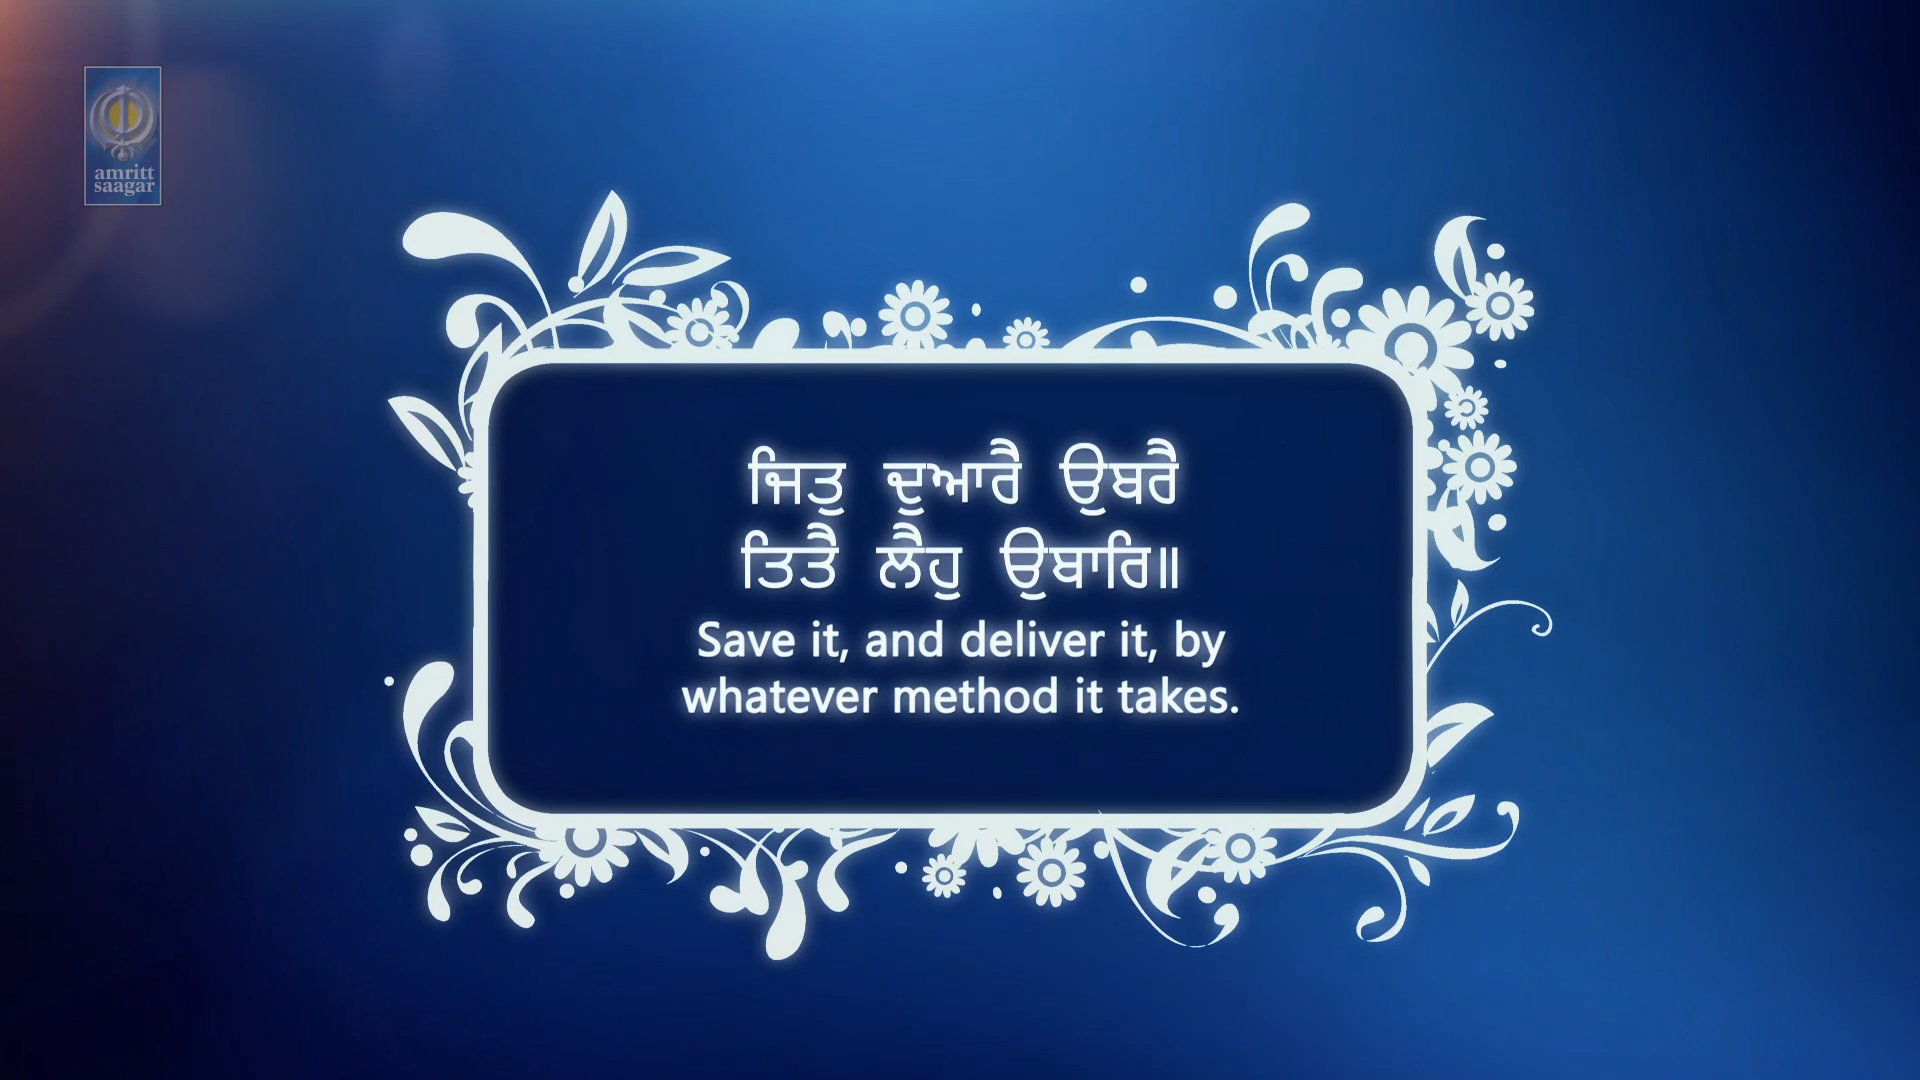 amritt
saagar
ਜਿਤੁ ਦੁਆਰੈ ਉਬਰੈ
ਤਿਤੈ ਲੈਹੁ ਉਬਾਰਿ॥
Save it, and deliver it, by
whatever method it takes.